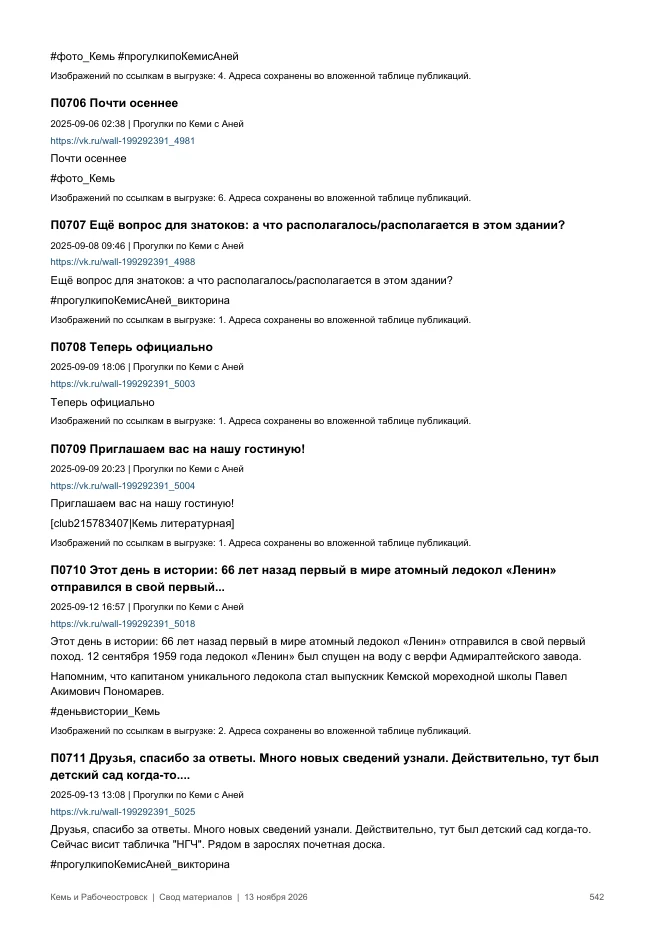 #фото_Кемь #прогулкипоКемисАней
Изображений по ссылкам в выгрузке: 4. Адреса сохранены во вложенной таблице публикаций.
П0706 Почти осеннее
2025-09-06 02:38 | Прогулки по Кеми с Аней
https://vk.ru/wall-199292391_4981
Почти осеннее
#фото_Кемь
Изображений по ссылкам в выгрузке: 6. Адреса сохранены во вложенной таблице публикаций.
П0707 Ещё вопрос для знатоков: а что располагалось/располагается в этом здании?
2025-09-08 09:46 | Прогулки по Кеми с Аней
https://vk.ru/wall-199292391_4988
Ещё вопрос для знатоков: а что располагалось/располагается в этом здании?
#прогулкипоКемисАней_викторина
Изображений по ссылкам в выгрузке: 1. Адреса сохранены во вложенной таблице публикаций.
П0708 Теперь официально
2025-09-09 18:06 | Прогулки по Кеми с Аней
https://vk.ru/wall-199292391_5003
Теперь официально
Изображений по ссылкам в выгрузке: 1. Адреса сохранены во вложенной таблице публикаций.
П0709 Приглашаем вас на нашу гостиную!
2025-09-09 20:23 | Прогулки по Кеми с Аней
https://vk.ru/wall-199292391_5004
Приглашаем вас на нашу гостиную!
[club215783407|Кемь литературная]
Изображений по ссылкам в выгрузке: 1. Адреса сохранены во вложенной таблице публикаций.
П0710 Этот день в истории: 66 лет назад первый в мире атомный ледокол «Ленин»
отправился в свой первый...
2025-09-12 16:57 | Прогулки по Кеми с Аней
https://vk.ru/wall-199292391_5018
Этот день в истории: 66 лет назад первый в мире атомный ледокол «Ленин» отправился в свой первый
поход. 12 сентября 1959 года ледокол «Ленин» был спущен на воду с верфи Адмиралтейского завода.
Напомним, что капитаном уникального ледокола стал выпускник Кемской мореходной школы Павел
Акимович Пономарев.
#деньвистории_Кемь
Изображений по ссылкам в выгрузке: 2. Адреса сохранены во вложенной таблице публикаций.
П0711 Друзья, спасибо за ответы. Много новых сведений узнали. Действительно, тут был
детский сад когда-то....
2025-09-13 13:08 | Прогулки по Кеми с Аней
https://vk.ru/wall-199292391_5025
Друзья, спасибо за ответы. Много новых сведений узнали. Действительно, тут был детский сад когда-то.
Сейчас висит табличка "НГЧ". Рядом в зарослях почетная доска.
#прогулкипоКемисАней_викторина
Кемь и Рабочеостровск | Свод материалов | 13 ноября 2026 542